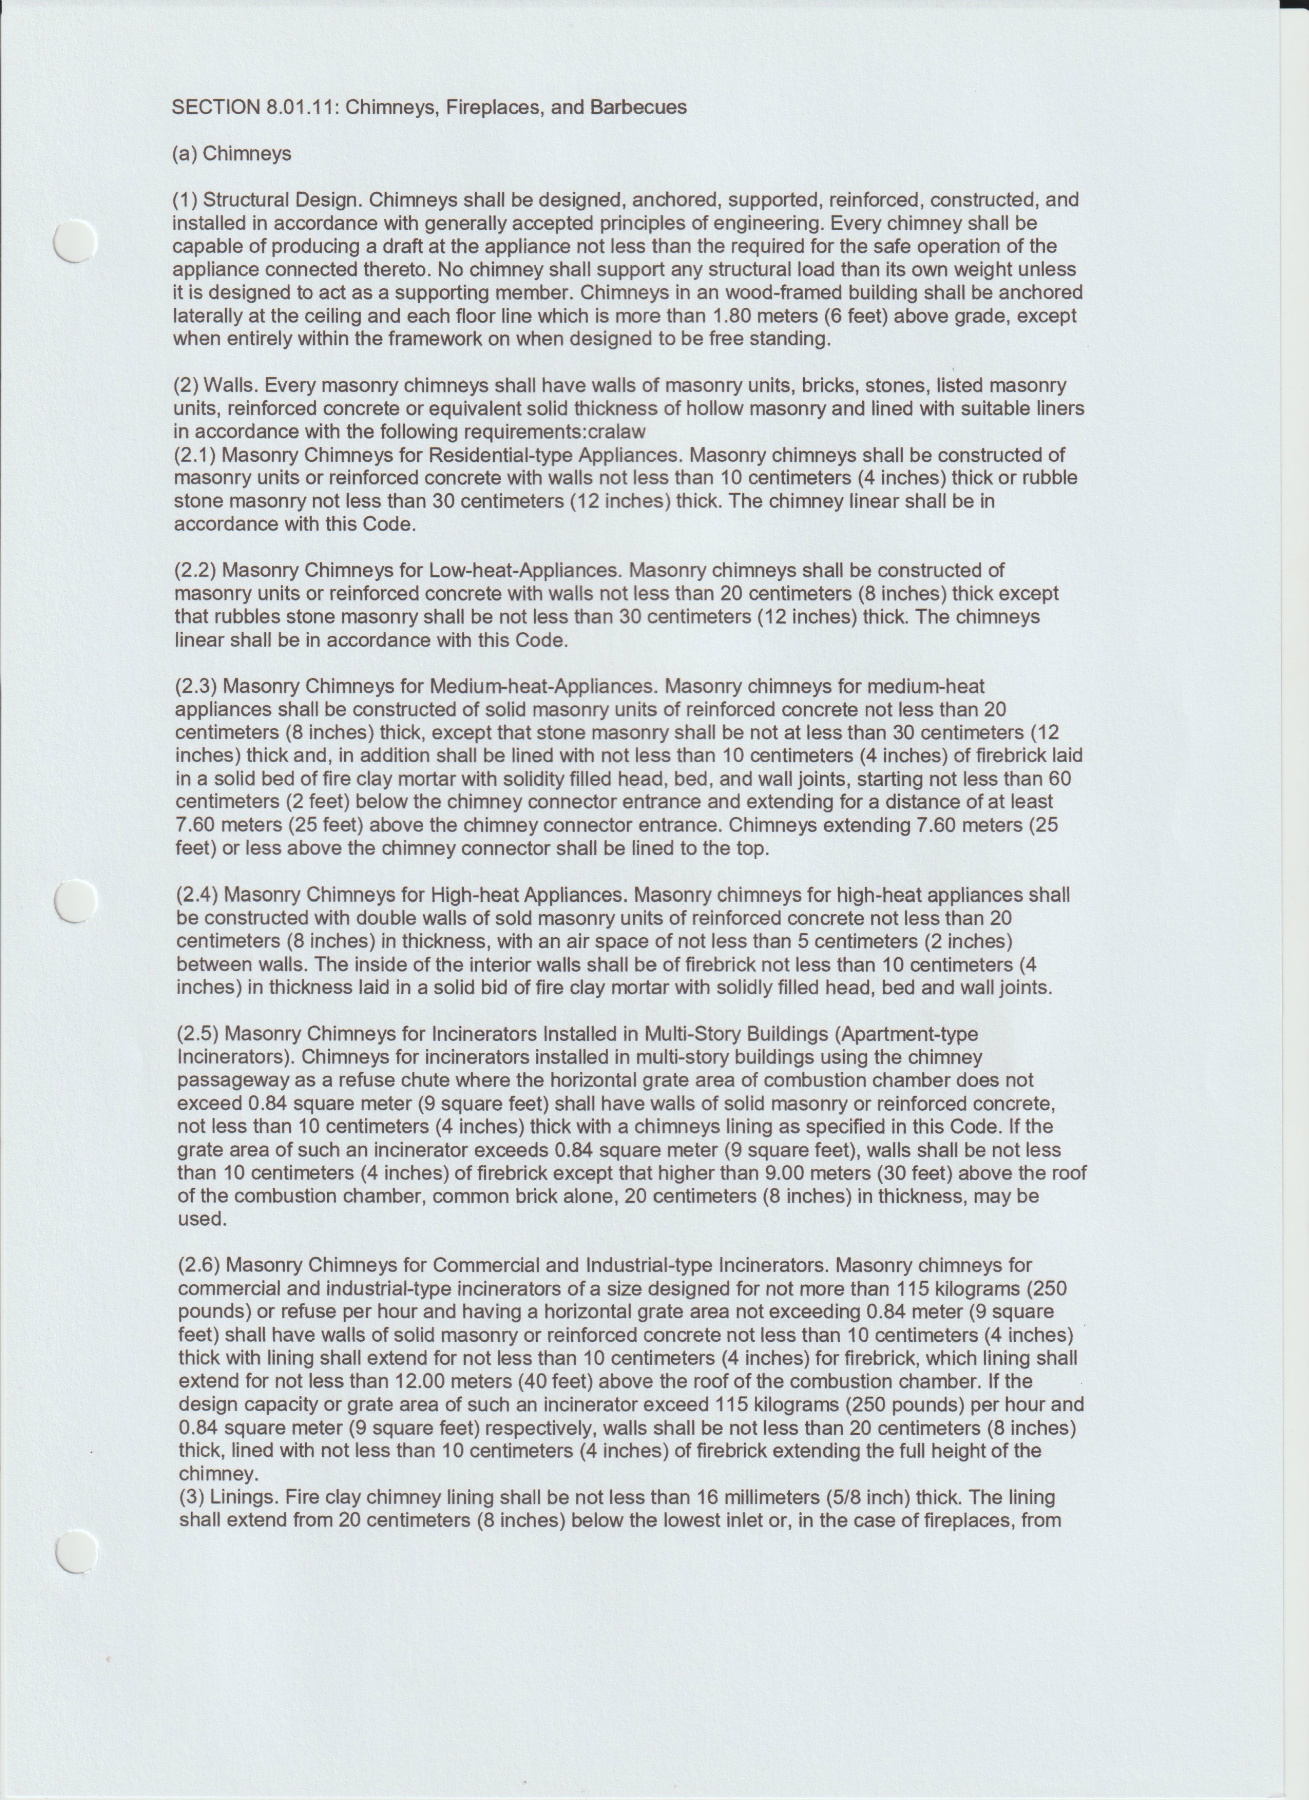 SECTION 8.01.11: Chimneys, Fireplaces, and Barbecues
(a) Chimneys
(1) Structural Design. Chimneys shall be designed, anchored, supported, reinforced, constructed, and
installed in accordance with generally accepted principles of engineering. Every chimney shall be
capable of producing a draft at the appliance not less than the required for the safe operation of the
appliance connected thereto. No chimney shall support any structural load than its own weight unless
it is designed to act as a supporting member. Chimneys in an wood-framed building shall be anchored
laterally at the ceiling and each floor line which is more than 1.80 meters (6 feet) above grade, except
when entirely within the framework on when designed to be free standing.
(2) Walls. Every masonry chimneys shall have walls of masonry units, bricks, stones, listed masonry
units, reinforced concrete or equivalent solid thickness of hollow masonry and lined with suitable liners
in accordance with the following requirements:cralaw
(2.1) Masonry Chimneys for Residential-type Appliances. Masonry chimneys shall be constructed of
masonry units or reinforced concrete with walls not less than 10 centimeters (4 inches) thick or rubble
stone masonry not less than 30 centimeters (12 inches) thick. The chimney linear shall be in
accordance with this Code.
(2.2) Masonry Chimneys for Low-heat-Appliances. Masonry chimneys shall be constructed of
masonry units or reinforced concrete with walls not less than 20 centimeters (8 inches) thick except
that rubbles stone masonry shall be not less than 30 centimeters (12 inches) thick. The chimneys
linear shall be in accordance with this Code.
(2.3) Masonry Chimneys for Medium-heat-Appliances. Masonry chimneys for medium-heat
appliances shall be constructed of solid masonry units of reinforced concrete not less than 20
centimeters (8 inches) thick, except that stone masonry shall be not at less than 30 centimeters (12
inches) thick and, in addition shall be lined with not less than 10 centimeters (4 inches) of firebrick laid
in a solid bed of fire clay mortar with solidity filled head, bed, and wall joints, starting not less than 60
centimeters (2 feet) below the chimney connector entrance and extending for a distance of at least
7.60 meters (25 feet) above the chimney connector entrance. Chimneys extending 7.60 meters (25
feet) or less above the chimney connector shall be lined to the top.
(2.4) Masonry Chimneys for High-heat Appliances. Masonry chimneys for high-heat appliances shall
be constructed with double walls of sold masonry units of reinforced concrete not less than 20
centimeters (8 inches) in thickness, with an air space of not less than 5 centimeters (2 inches)
between walls. The inside of the interior walls shall be of firebrick not less than 10 centimeters (4
inches) in thickness laid in a solid bid of fire clay mortar with solidly filled head, bed and wall joints.
(2.5) Masonry Chimneys for Incinerators Installed in Multi-Story Buildings (Apartment-type
Incinerators). Chimneys for incinerators installed in multi-story buildings using the chimney
passageway as a refuse chute where the horizontal grate area of combustion chamber does not
exceed 0.84 square meter (9 square feet) shall have walls of solid masonry or reinforced concrete,
not less than 10 centimeters (4 inches) thick with a chimneys lining as specified in this Code. If the
grate area of such an incinerator exceeds 0.84 square meter (9 square feet), walls shall be not less
than 10 centimeters (4 inches) of firebrick except that higher than 9.00 meters (30 feet) above the roof
of the combustion chamber, common brick alone, 20 centimeters (8 inches) in thickness, may be
used.
(2.6) Masonry Chimneys for Commercial and Industrial-type Incinerators. Masonry chimneys for
commercial and industrial-type incinerators of a size designed for not more than 115 kilograms (250
pounds) or refuse per hour and having a horizontal grate area not exceeding 0.84 meter (9 square
feet) shall have walls of solid masonry or reinforced concrete not less than 10 centimeters (4 inches)
thick with lining shall extend for not less than 10 centimeters (4 inches) for firebrick, which lining shall
extend for not less than 12.00 meters (40 feet) above the roof of the combustion chamber. If the
design capacity or grate area of such an incinerator exceed 115 kilograms (250 pounds) per hour and
0.84 square meter (9 square feet) respectively, walls shall be not less than 20 centimeters (8 inches)
thick, lined with not less than 10 centimeters (4 inches) of firebrick extending the full height of the
chimney.
(3) Linings. Fire clay chimney lining shall be not less than 16 millimeters (5/8 inch) thick. The lining
shall extend from 20 centimeters (8 inches) below the lowest inlet or, in the case of fireplaces, from